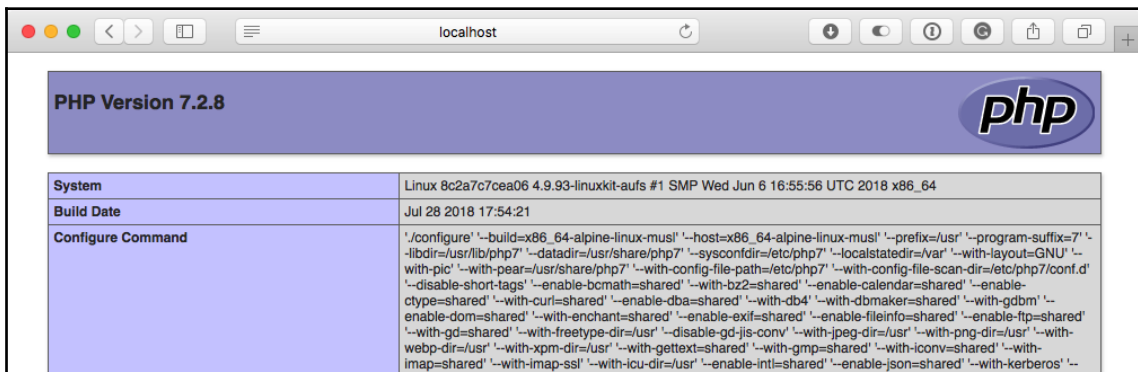 localhost
PHP Version 7.2.8
php
System Linux 8c2a7c7cea06 4.9.93-linuxkit-aufs #1 SMP Wed Jun 6 16:55:56 UTC 2018 x86_64
Build Date Jul 28 2018 17:54:21
Configure Command './configure' '--build=x86_64-alpine-linux-musl' '--host=x86_64-alpine-linux-musl' '--prefix=/usr' '--program-suffix=7' '-
-libdir=/usr/lib/php7' '--datadir=/usr/share/php7' '--sysconfdir=/etc/php7' '--localstatedir=/var' '--with-layout=GNU' '--
with-pic' '--with-pear=/usr/share/php7' '--with-config-file-path=/etc/php7' '--with-config-file-scan-dir=/etc/php7/conf.d'
'--disable-short-tags' '--enable-bcmath=shared' '--with-bz2=shared' '--enable-calendar=shared' '--enable-
ctype=shared' '--with-curl=shared' '--enable-dba=shared' '--with-db4' '--with-dbmaker=shared' '--with-gdbm' '--
enable-dom=shared' '--with-enchant=shared' '--enable-exif=shared' '--enable-fileinfo=shared' '--enable-ftp=shared'
'--with-gd=shared' '--with-freetype-dir=/usr' '--disable-gd-jis-conv' '--with-jpeg-dir=/usr' '--with-png-dir=/usr' '--with-
webp-dir=/usr' '--with-xpm-dir=/usr' '--with-gettext=shared' '--with-gmp=shared' '--with-iconv=shared' '--with-
imap=shared' '--with-imap-ssl' '--with-icu-dir=/usr' '--enable-intl=shared' '--enable-json=shared' '--with-kerberos' '--